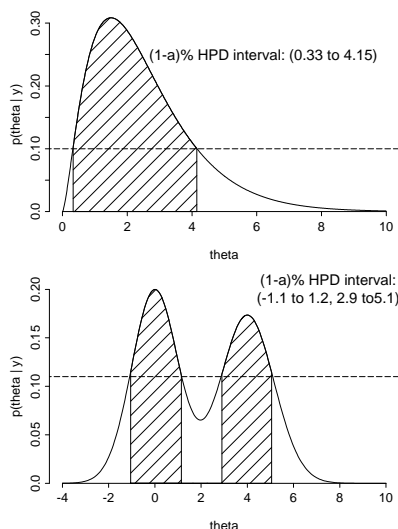 (1-a)% HPD interval: (0.33 to 4.15)
p(theta | y)
0.0 0.10 0.20 0.30
0 2 4 6 8 10
theta
(1-a)% HPD interval:
(-1.1 to 1.2, 2.9 to5.1)
p(theta | y)
0.00 0.05 0.10 0.15 0.20
-4 -2 0 2 4 6 8 10
theta